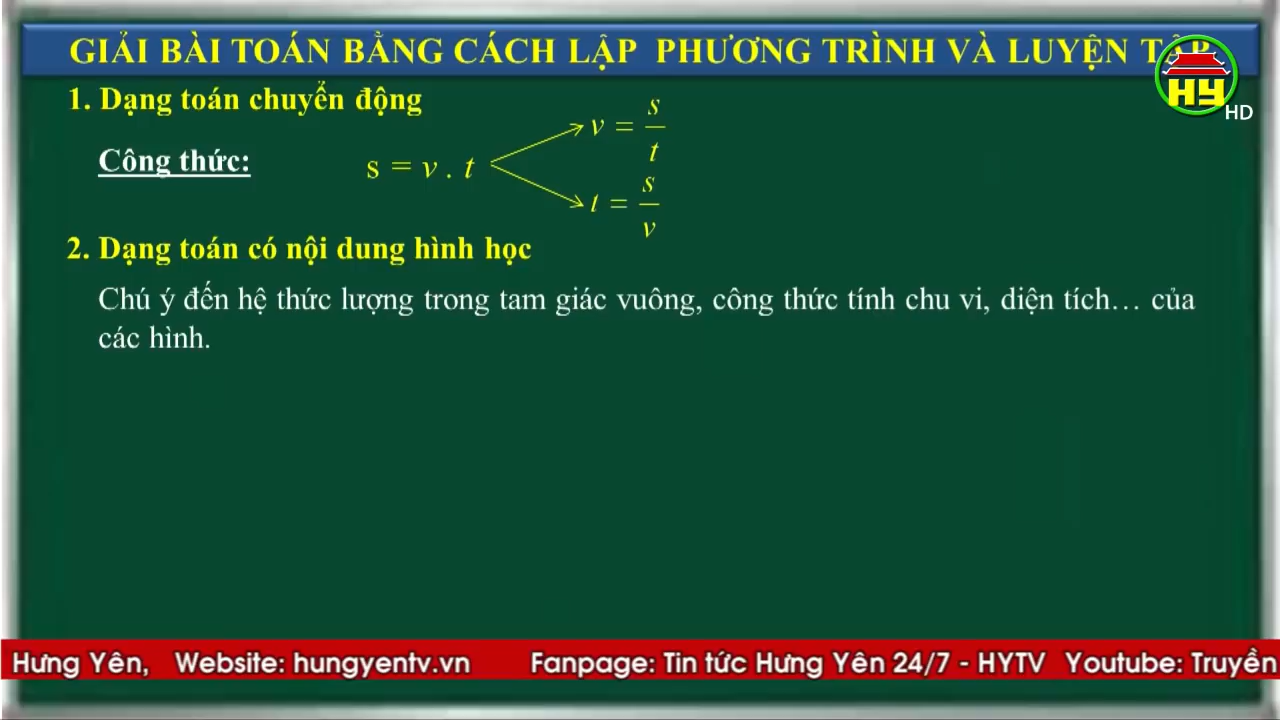 GIẢI BÀI TOÁN BẰNG CÁCH LẬP PHƯƠNG TRÌNH VÀ LUYỆN TẬP
HY
HD
1. Dạng toán chuyển động
Công thức:
s = v . t
v = s/t
t = s/v
2. Dạng toán có nội dung hình học
Chú ý đến hệ thức lượng trong tam giác vuông, công thức tính chu vi, diện tích… của
các hình.
Hưng Yên, Website: hungyentv.vn Fanpage: Tin tức Hưng Yên 24/7 - HYTV Youtube: Truyền